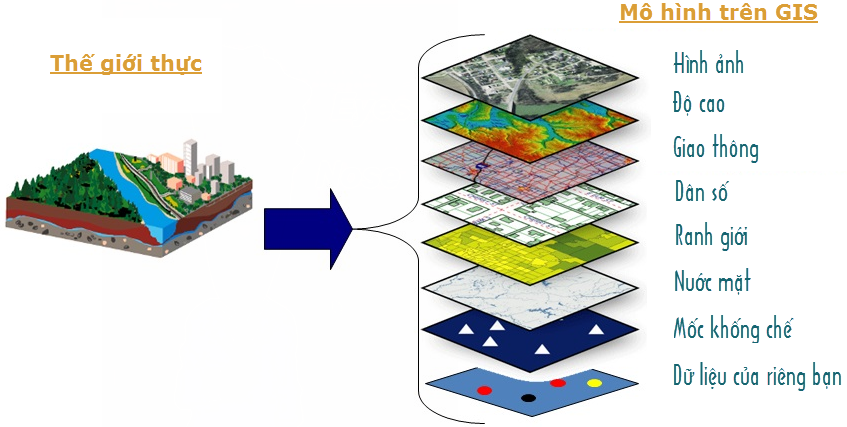 Mô hình trên GIS
Thế giới thực
Hình ảnh
Độ cao
Giao thông
Dân số
Ranh giới
Nước mặt
Mốc khống chế
Dữ liệu của riêng bạn